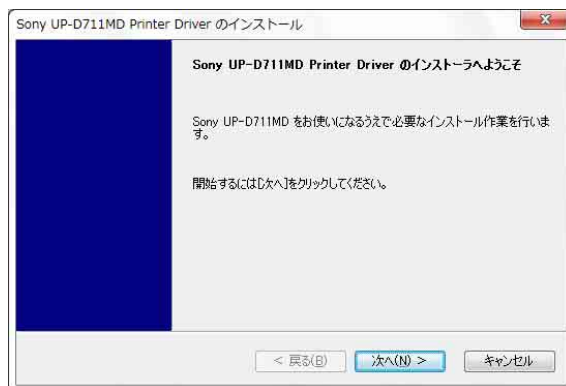 Sony UP-D711MD Printer Driver のインストール
Sony UP-D711MD Printer Driver のインストーラへようこそ
Sony UP-D711MD をお使いになるうえで必要なインストール作業を行いま
す。
開始するには[次へ]をクリックしてください。
< 戻る(B) 次へ(N) > キャンセル